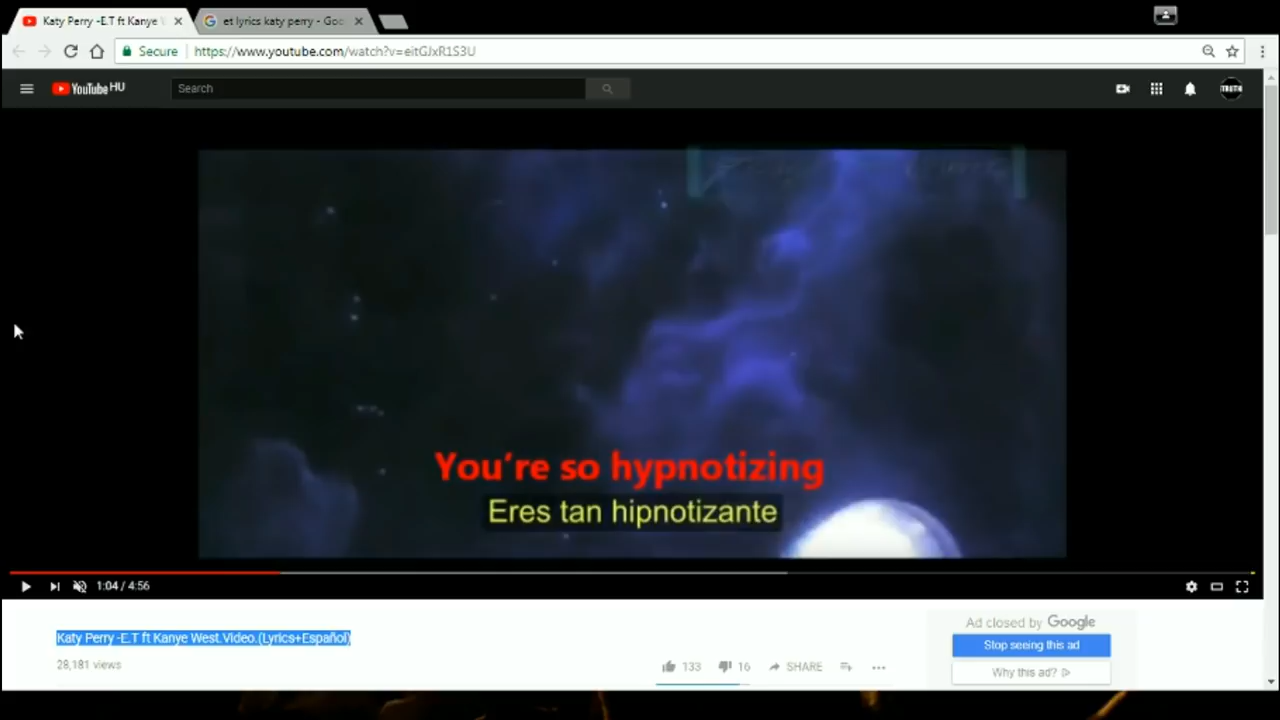 Katy Perry -E.T ft Kanye W
et lyrics katy perry - Goo
Secure
https://www.youtube.com/watch?v=eitGJxR1S3U
YouTube HU
Search
TRUTH
You're so hypnotizing
Eres tan hipnotizante
1:04 / 4:56
Katy Perry -E.T ft Kanye West.Video.(Lyrics+Español)
28,181 views
133
16
SHARE
Ad closed by Google
Stop seeing this ad
Why this ad?